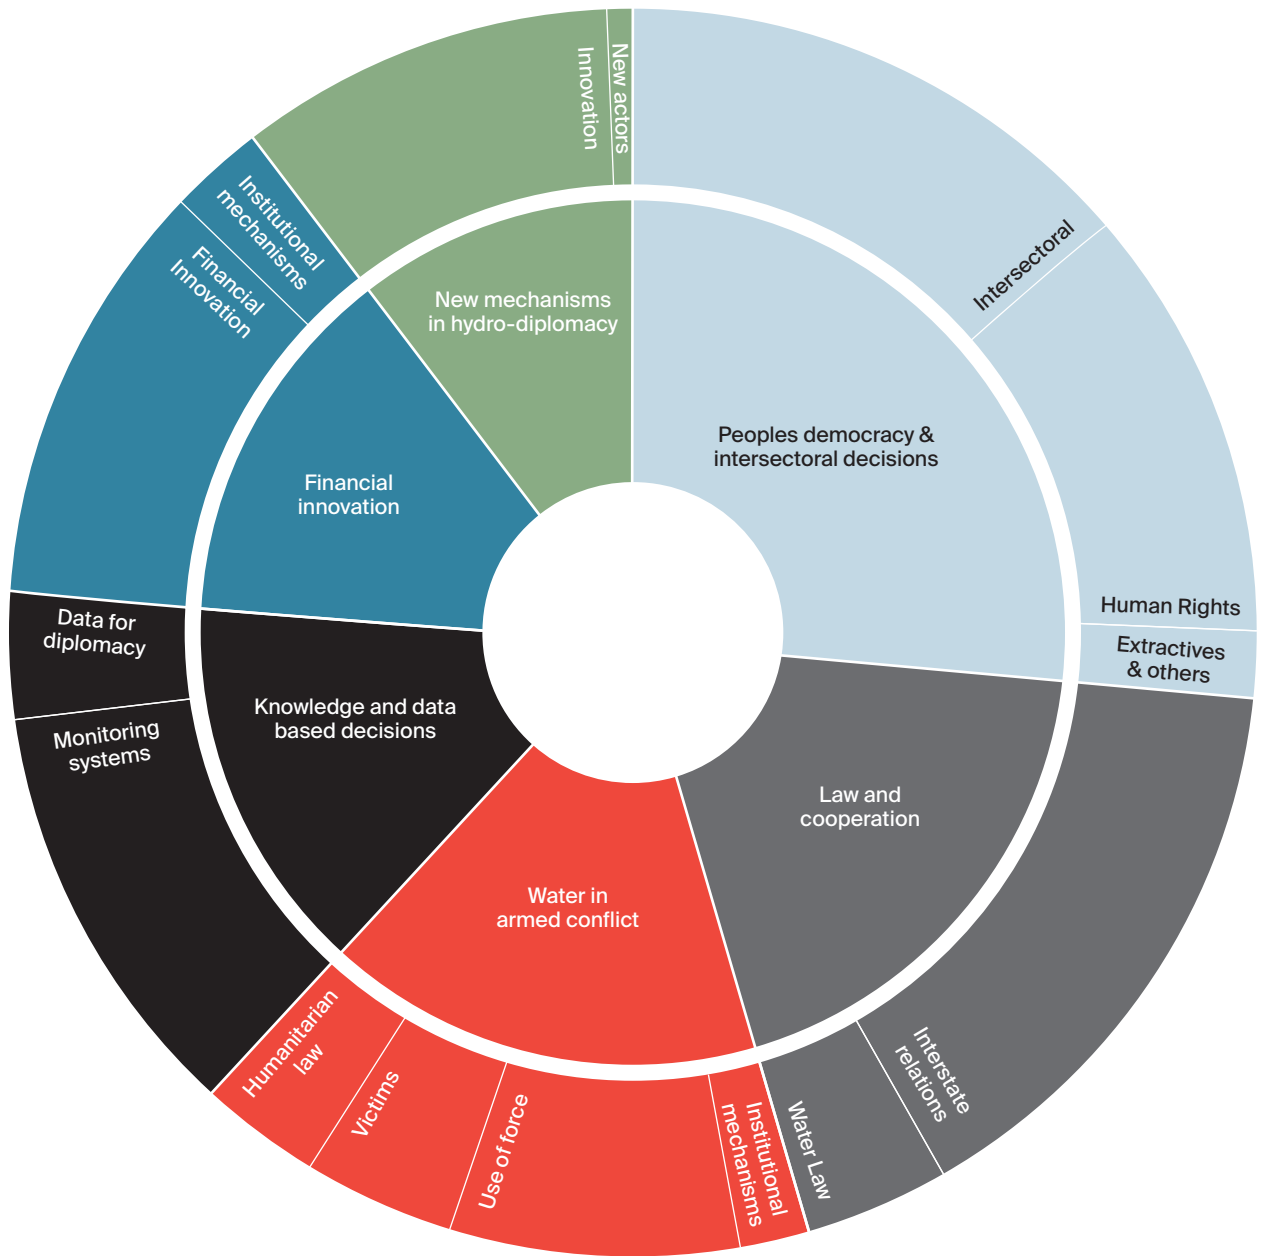 New actors
Innovation
Institutional
mechanisms
Financial
Innovation
Intersectoral
New mechanisms
in hydro-diplomacy
Peoples democracy &
intersectoral decisions
Financial
innovation
Human Rights
Extractives
& others
Data for
diplomacy
Knowledge and data
based decisions
Monitoring
systems
Law and
cooperation
Water in
armed conflict
Humanitarian
law
Victims
Use of force
Institutional
mechanisms
Water Law
Interstate
relations